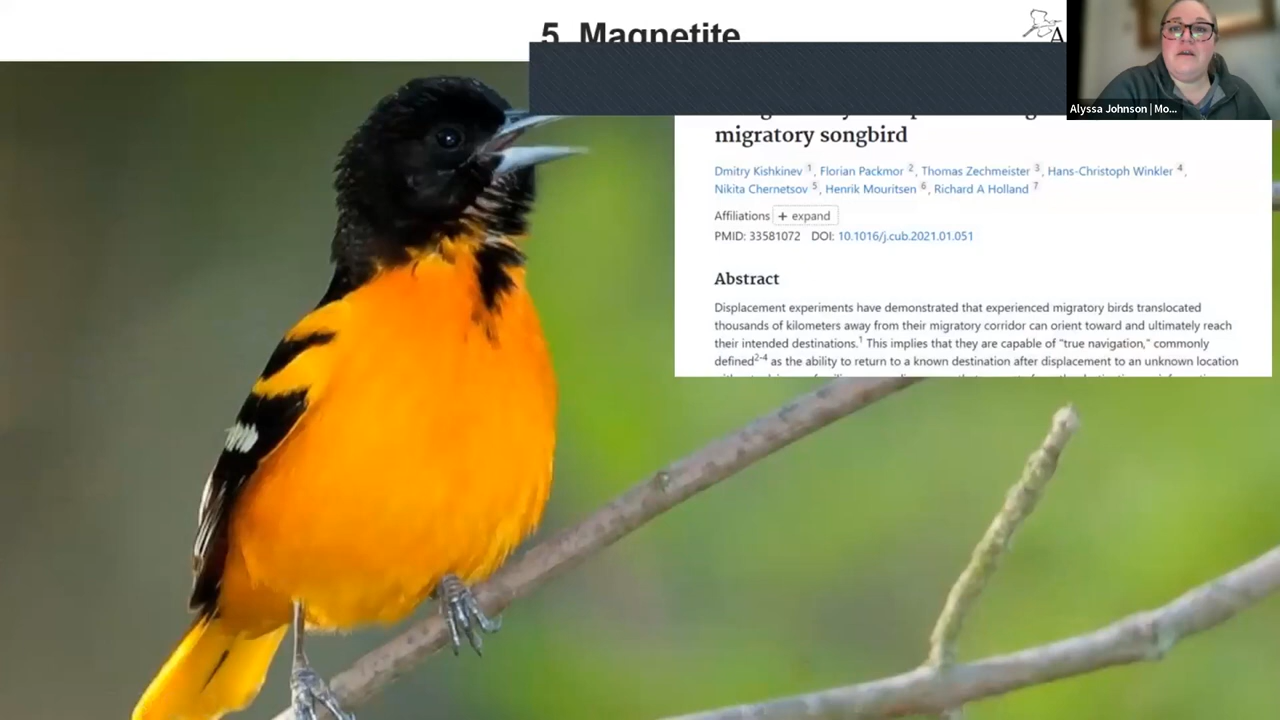 5. Magnetite
A
Alyssa Johnson | Mo...
migratory songbird
Dmitry Kishkinev 1, Florian Packmor 2, Thomas Zechmeister 3, Hans-Christoph Winkler 4,
Nikita Chernetsov 5, Henrik Mouritsen 6, Richard A Holland 7
Affiliations + expand
PMID: 33581072 DOI: 10.1016/j.cub.2021.01.051
Abstract
Displacement experiments have demonstrated that experienced migratory birds translocated
thousands of kilometers away from their migratory corridor can orient toward and ultimately reach
their intended destinations.1 This implies that they are capable of "true navigation," commonly
defined2-4 as the ability to return to a known destination after displacement to an unknown location